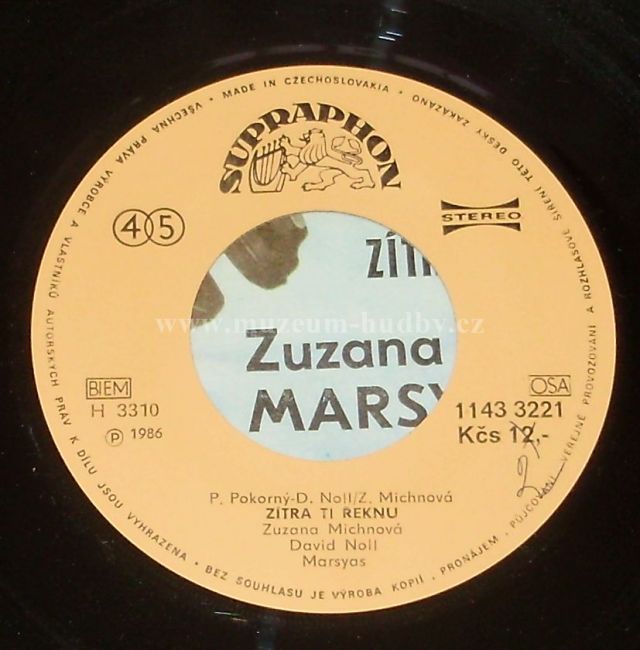 • MADE IN CZECHOSLOVAKIA •
VŠECHNA PRÁVA VÝROBCE A VLASTNÍKŮ AUTORSKÝCH PRÁV K DÍLU JSOU VYHRAZENA • BEZ SOUHLASU JE VÝROBA KOPIÍ, PRONÁJEM, PŮJČOVÁNÍ, VEŘEJNÉ PROVOZOVÁNÍ A ROZHLASOVÉ ŠÍŘENÍ TÉTO DESKY ZAKÁZÁNO
SUPRAPHON
45
STEREO
ZÍT
www.muzeum-hudby.cz
Zuzana
MARSY
BIEM
OSA
H 3310
1143 3221
Ⓟ 1986
Kčs 12,-
P. Pokorný-D. Noll/Z. Michnová
ZÍTRA TI ŘEKNU
Zuzana Michnová
David Noll
Marsyas